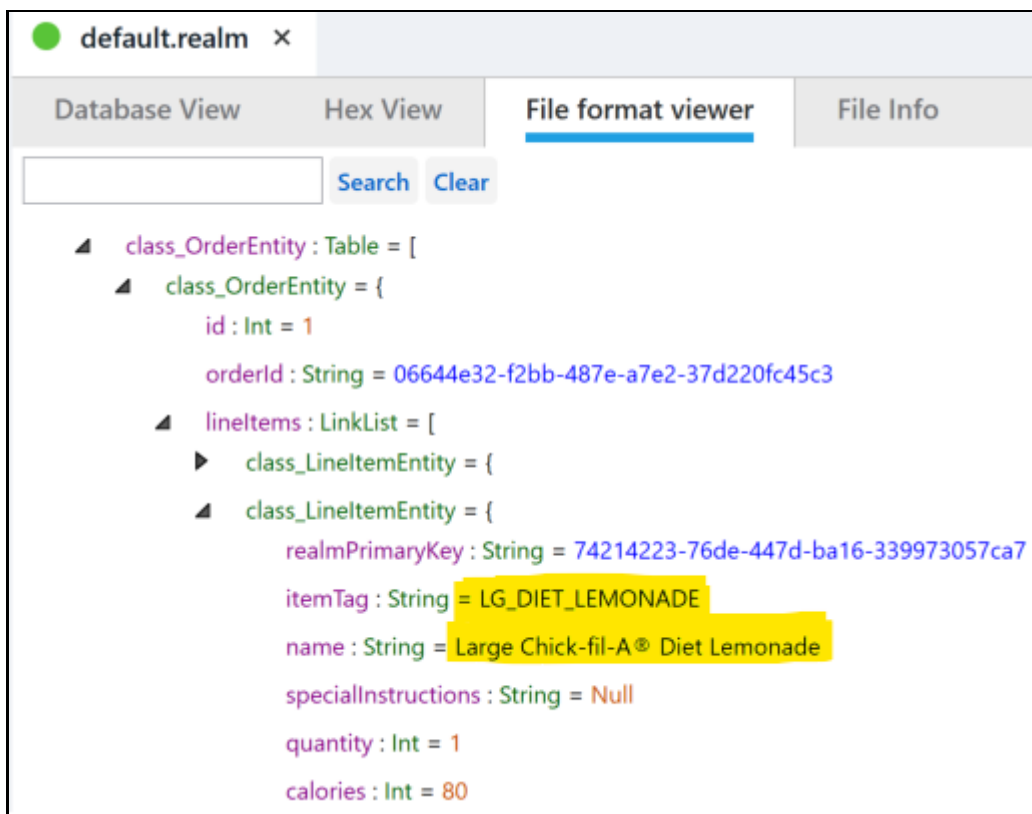 default.realm ×
Database View Hex View File format viewer File Info
Search Clear
class_OrderEntity : Table = [
class_OrderEntity = {
id : Int = 1
orderId : String = 06644e32-f2bb-487e-a7e2-37d220fc45c3
lineItems : LinkList = [
class_LineItemEntity = {
class_LineItemEntity = {
realmPrimaryKey : String = 74214223-76de-447d-ba16-339973057ca7
itemTag : String = LG_DIET_LEMONADE
name : String = Large Chick-fil-A® Diet Lemonade
specialInstructions : String = Null
quantity : Int = 1
calories : Int = 80